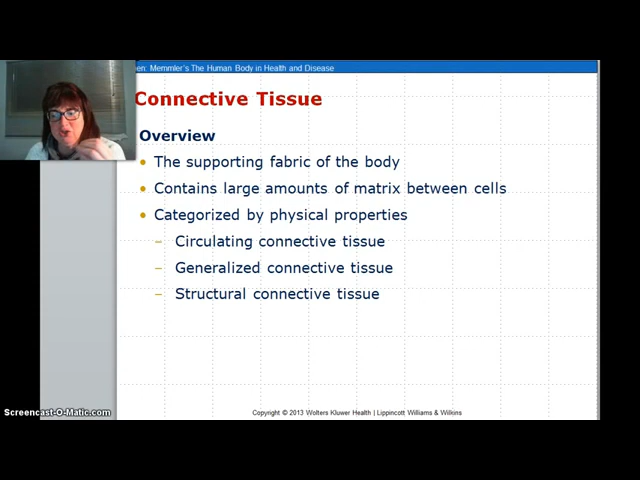 en: Memmler's The Human Body in Health and Disease
Connective Tissue
Overview
• The supporting fabric of the body
• Contains large amounts of matrix between cells
• Categorized by physical properties
– Circulating connective tissue
– Generalized connective tissue
– Structural connective tissue
Copyright © 2013 Wolters Kluwer Health | Lippincott Williams & Wilkins
Screencast-O-Matic.com